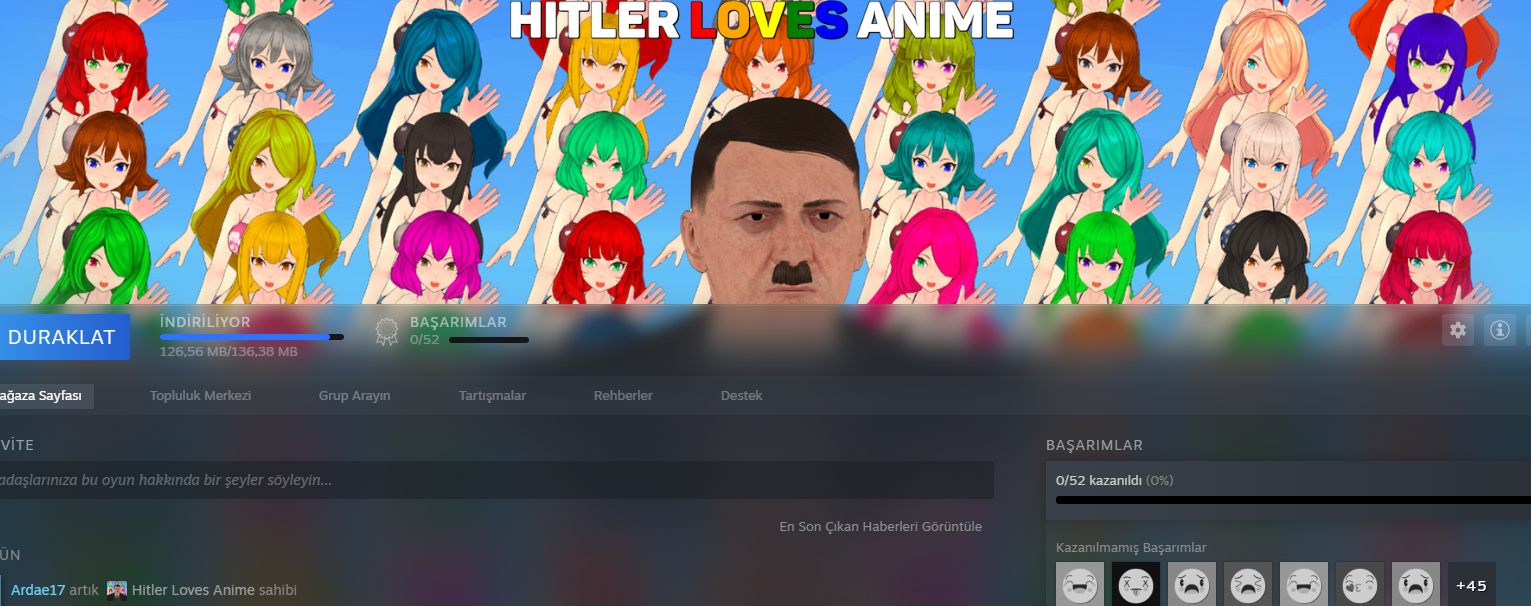 HITLER LOVES ANIME
DURAKLAT
İNDİRİLİYOR
126,56 MB/136,38 MB
BAŞARIMLAR
0/52
ağaza Sayfası
Topluluk Merkezi
Grup Arayın
Tartışmalar
Rehberler
Destek
VİTE
adaşlarınıza bu oyun hakkında bir şeyler söyleyin...
En Son Çıkan Haberleri Görüntüle
ÜN
Ardae17 artık Hitler Loves Anime sahibi
BAŞARIMLAR
0/52 kazanıldı (0%)
Kazanılmamış Başarımlar
+45